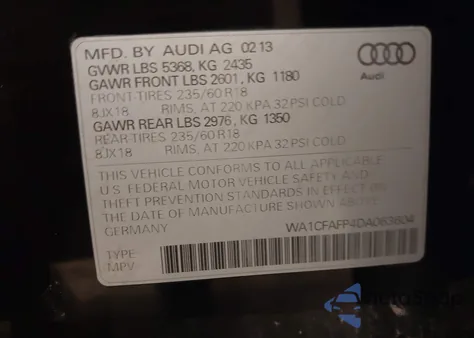 MFD. BY AUDI AG 02 13
GVWR LBS 5368, KG 2435
GAWR FRONT LBS 2601, KG 1180
FRONT-TIRES 235/60 R18
8JX18 RIMS, AT 220 KPA 32 PSI COLD
GAWR REAR LBS 2976, KG 1350
REAR-TIRES 235/60 R18
8JX18 RIMS, AT 220 KPA 32 PSI COLD
Audi
THIS VEHICLE CONFORMS TO ALL APPLICABLE
U.S. FEDERAL MOTOR VEHICLE SAFETY AND
THEFT PREVENTION STANDARDS IN EFFECT ON
THE DATE OF MANUFACTURE SHOWN ABOVE.
GERMANY
WA1CFAFP4DA063604
TYPE:
MPV